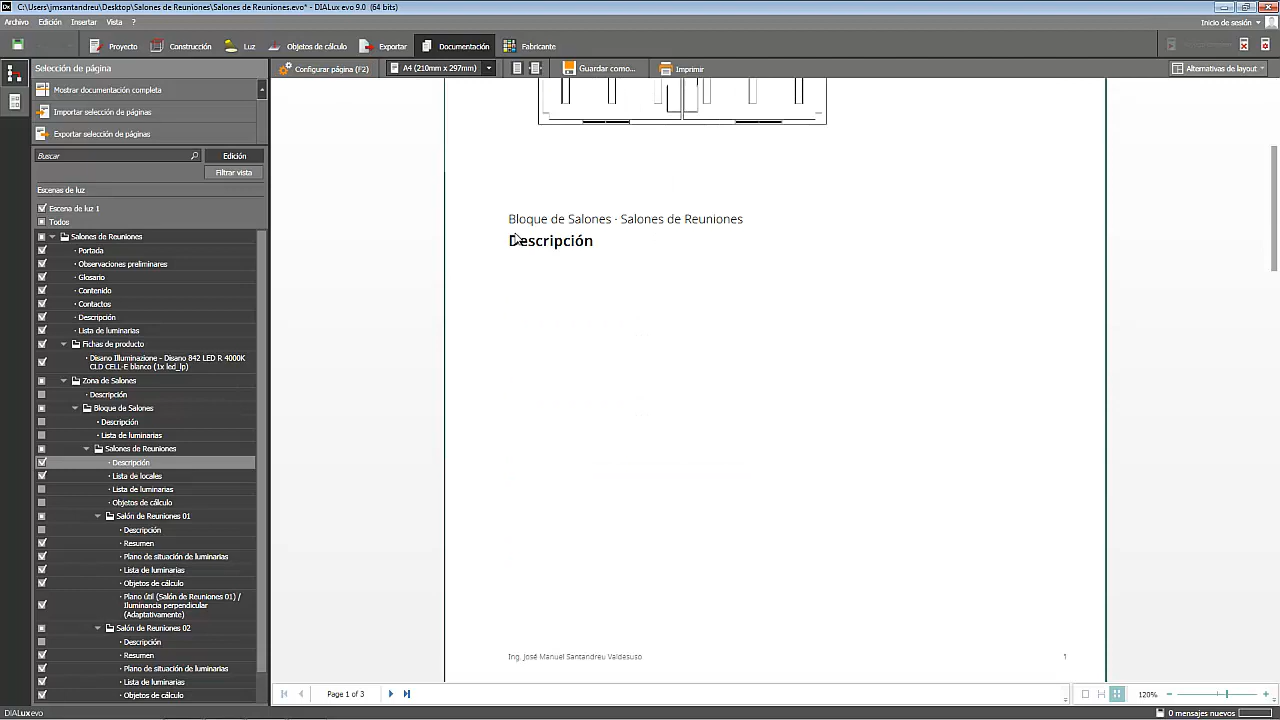 C:\Users\jmsantandreu\Desktop\Salones de Reuniones\Salones de Reuniones.evo* - DIALux evo 9.0 (64 bits)
Archivo Edición Insertar Vista ?
Inicio de sesión
Proyecto Construcción Luz Objetos de cálculo Exportar Documentación Fabricante
Selección de página
Configurar página (F2) A4 (210mm x 297mm) Guardar como... Imprimir Alternativas de layout
Mostrar documentación completa
Importar selección de páginas
Exportar selección de páginas
Buscar
Edición
Filtrar vista
Escenas de luz
Escena de luz 1
Todos
Salones de Reuniones
· Portada
· Observaciones preliminares
· Glosario
· Contenido
· Contactos
· Descripción
· Lista de luminarias
Fichas de producto
· Disano Illuminazione - Disano 842 LED R 4000K
CLD CELL-E blanco (1x led_lp)
Zona de Salones
· Descripción
Bloque de Salones
· Descripción
· Lista de luminarias
Salones de Reuniones
· Descripción
· Lista de locales
· Lista de luminarias
· Objetos de cálculo
Salón de Reuniones 01
· Descripción
· Resumen
· Plano de situación de luminarias
· Lista de luminarias
· Objetos de cálculo
· Plano útil (Salón de Reuniones 01) /
Iluminancia perpendicular
(Adaptativamente)
Salón de Reuniones 02
· Descripción
· Resumen
· Plano de situación de luminarias
· Lista de luminarias
· Objetos de cálculo
Bloque de Salones · Salones de Reuniones
Descripción
Ing. José Manuel Santandreu Valdesuso
1
Page 1 of 3
120%
DIALux evo
0 mensajes nuevos